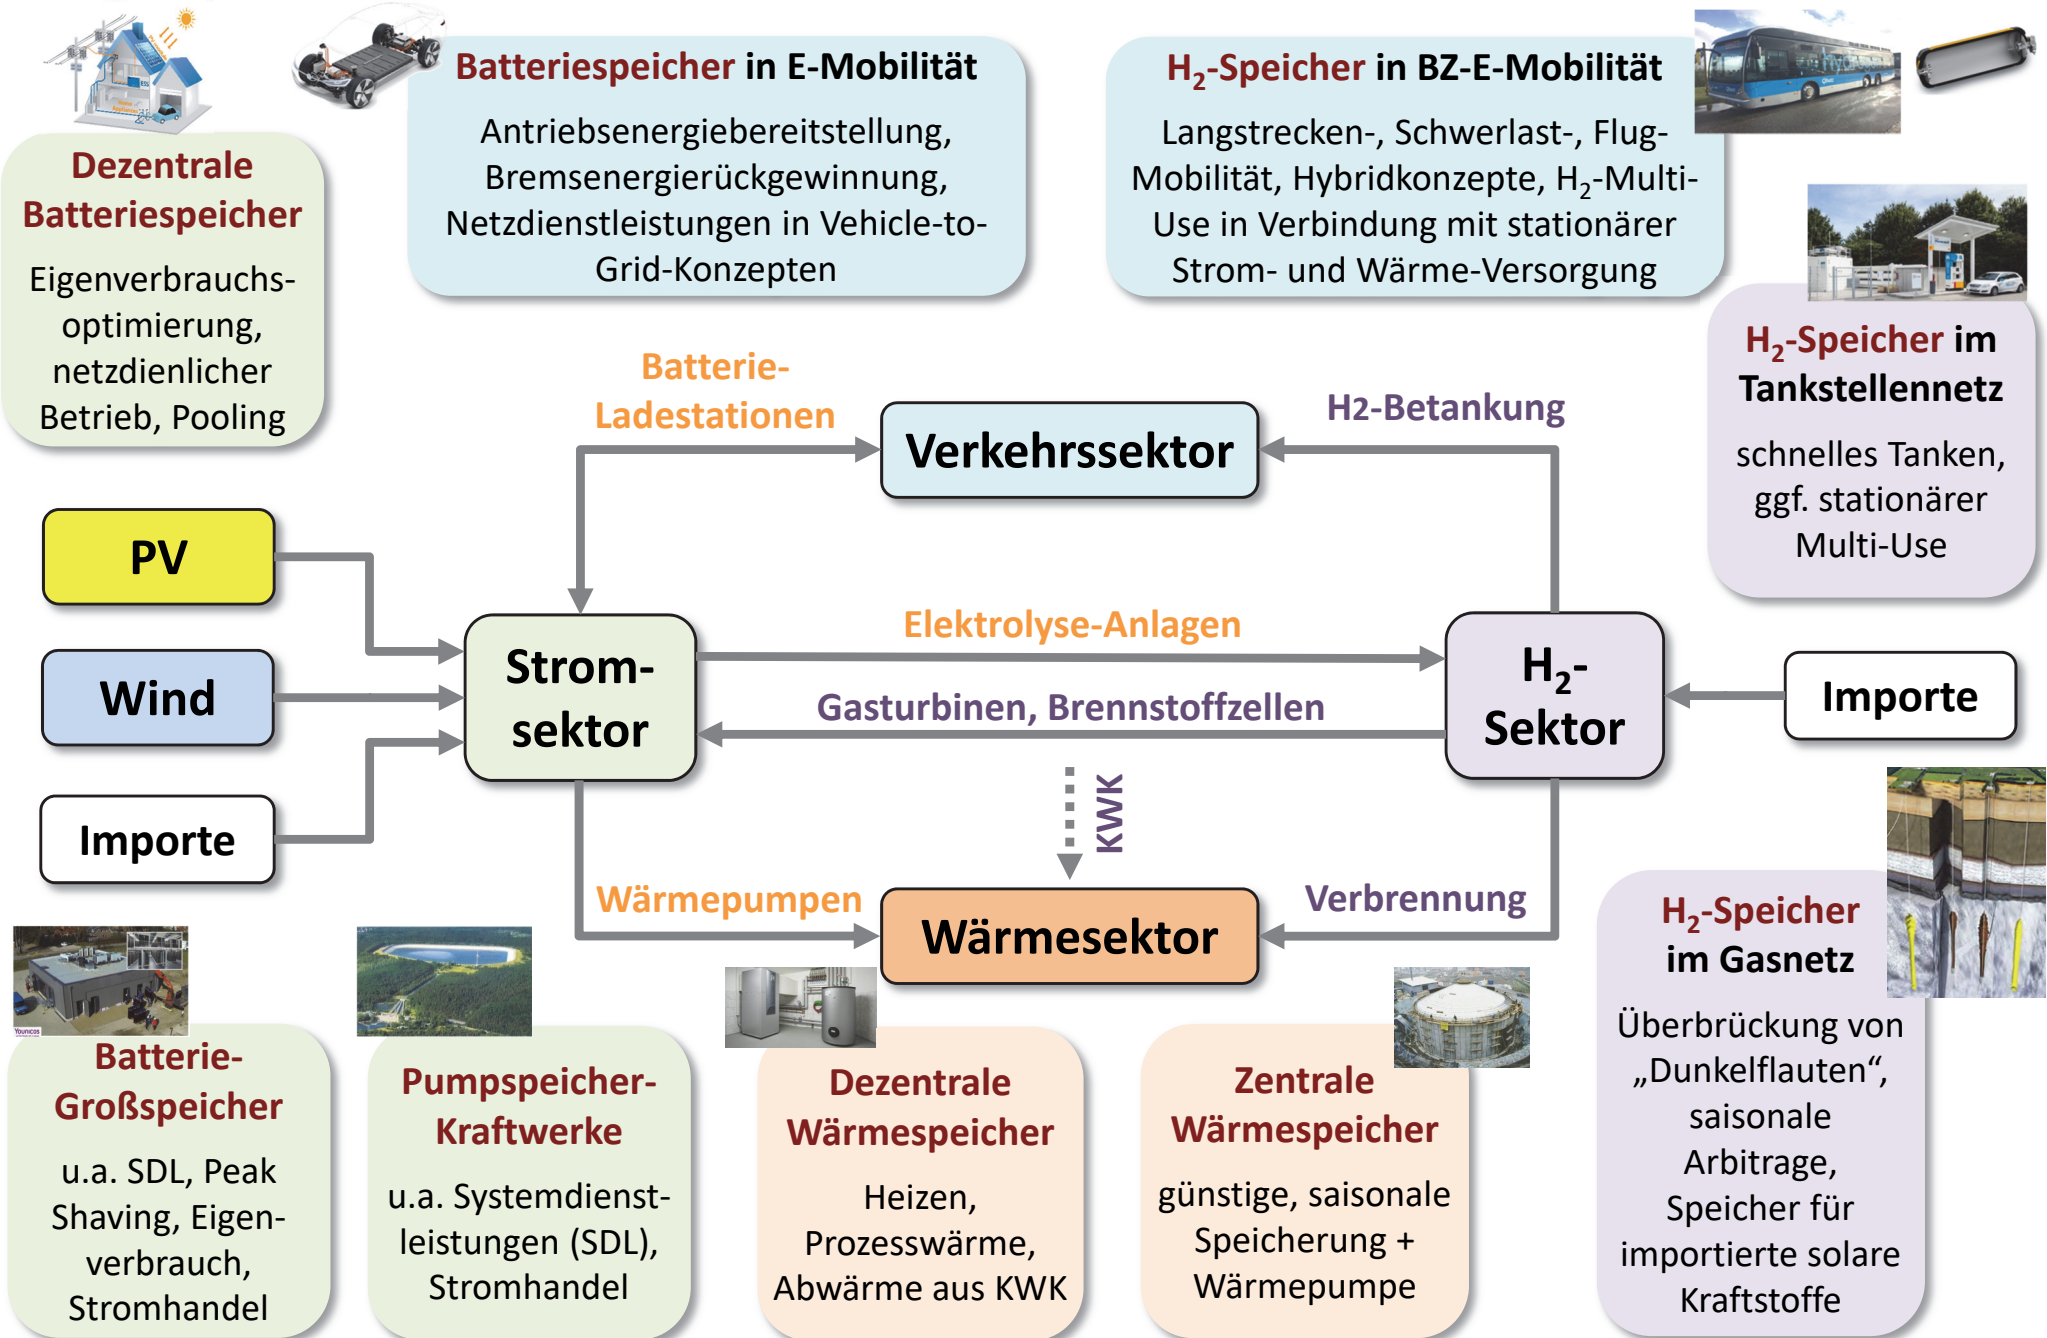 Batteriespeicher in E-Mobilität
Antriebsenergiebereitstellung,
Bremsenergierückgewinnung,
Netzdienstleistungen in Vehicle-to-
Grid-Konzepten
H₂-Speicher in BZ-E-Mobilität
Langstrecken-, Schwerlast-, Flug-
Mobilität, Hybridkonzepte, H₂-Multi-
Use in Verbindung mit stationärer
Strom- und Wärme-Versorgung
ESS
Dezentrale
Batteriespeicher
Eigenverbrauchs-
optimierung,
netzdienlicher
Betrieb, Pooling
H₂-Speicher im
Tankstellennetz
schnelles Tanken,
ggf. stationärer
Multi-Use
Batterie-
Ladestationen
Verkehrssektor
H2-Betankung
PV
Wind
Importe
Strom-
sektor
Elektrolyse-Anlagen
Gasturbinen, Brennstoffzellen
KWK
H₂-
Sektor
Importe
Wärmepumpen
Wärmesektor
Verbrennung
Younicos
Batterie-
Großspeicher
u.a. SDL, Peak
Shaving, Eigen-
verbrauch,
Stromhandel
Pumpspeicher-
Kraftwerke
u.a. Systemdienst-
leistungen (SDL),
Stromhandel
Dezentrale
Wärmespeicher
Heizen,
Prozesswärme,
Abwärme aus KWK
Zentrale
Wärmespeicher
günstige, saisonale
Speicherung +
Wärmepumpe
H₂-Speicher
im Gasnetz
Überbrückung von
„Dunkelflauten“,
saisonale
Arbitrage,
Speicher für
importierte solare
Kraftstoffe